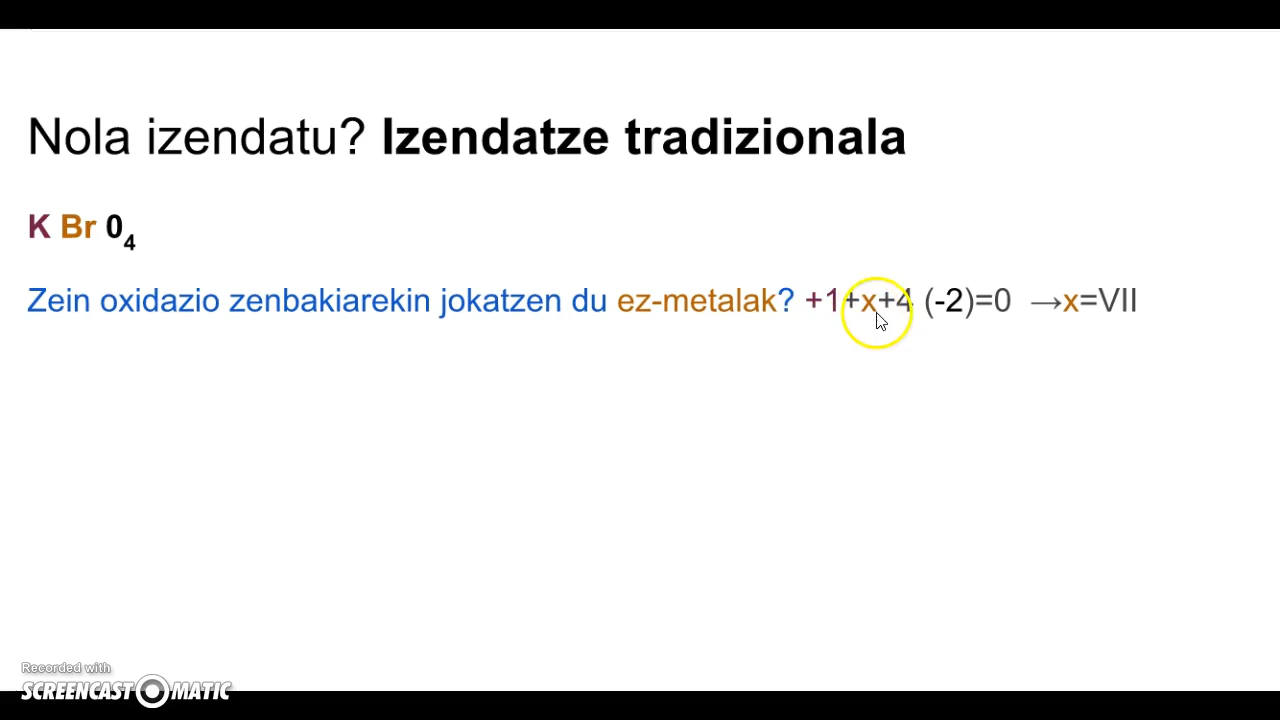 Nola izendatu? Izendatze tradizionala
K Br 0₄
Zein oxidazio zenbakiarekin jokatzen du ez-metalak? +1+x+4 (-2)=0 →x=VII
Recorded with
SCREENCAST-O-MATIC